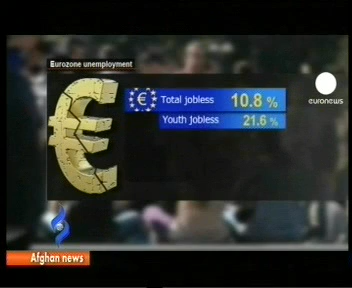 Eurozone unemployment
Total jobless 10.8 %
Youth jobless 21.6 %
euronews
Afghan news